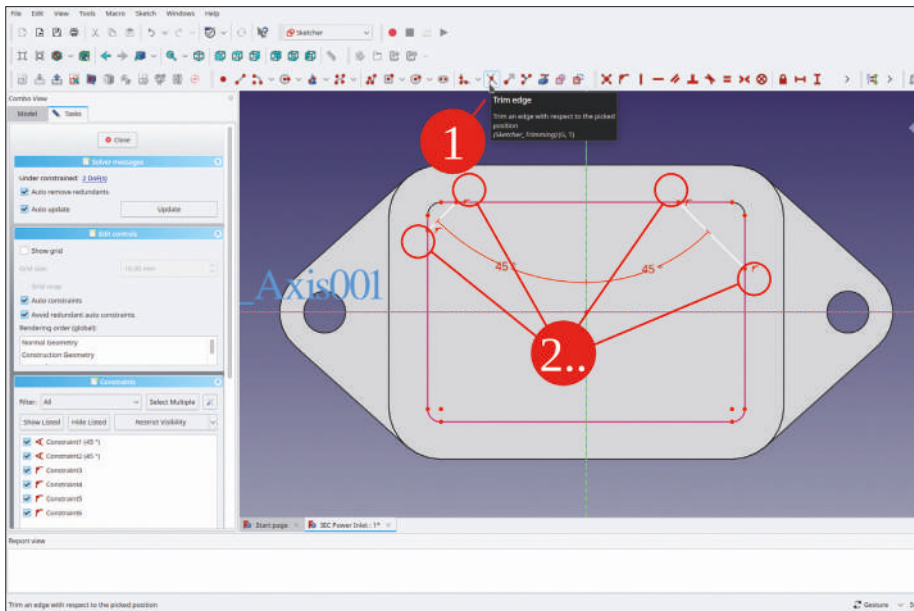 File Edit View Tools Macro Sketch Windows Help
Sketcher
Combo View
Model Tasks
Close
Solver messages
Under constrained: 2 DoF(s)
Auto remove redundants
Auto update Update
Edit controls
Show grid
Grid size: 10.00 mm
Grid snap
Auto constraints
Avoid redundant auto constraints
Rendering order (global):
Normal Geometry
Construction Geometry
Constraints
Filter: All Select Multiple
Show Listed Hide Listed Restrict Visibility
Constraint1 (45 °)
Constraint2 (45 °)
Constraint3
Constraint4
Constraint5
Constraint6
Trim edge
Trim an edge with respect to the picked
position
(Sketcher_Trimming)(G, T)
1
45 °
45 °
_Axis001
2..
Start page IEC Power Inlet : 1*
Report view
Trim an edge with respect to the picked position
Gesture